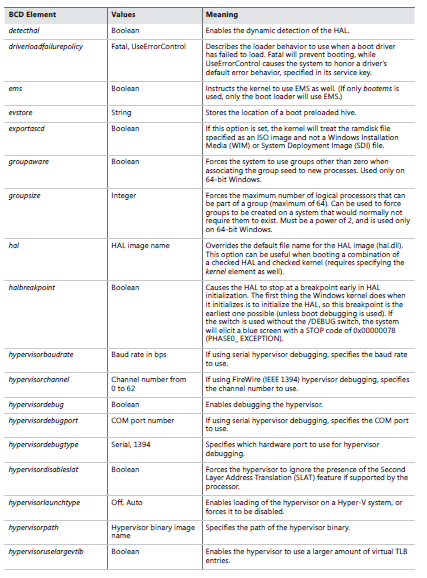 BCD Element Values Meaning
detecthal Boolean Enables the dynamic detection of the HAL.
driverloadfailurepolicy Fatal, UseErrorControl Describes the loader behavior to use when a boot driver
has failed to load. Fatal will prevent booting, while
UseErrorControl causes the system to honor a driver's
default error behavior, specified in its service key.
ems Boolean Instructs the kernel to use EMS as well. (If only bootems is
used, only the boot loader will use EMS.)
evstore String Stores the location of a boot preloaded hive.
exportascd Boolean If this option is set, the kernel will treat the ramdisk file
specified as an ISO image and not a Windows Installation
Media (WIM) or System Deployment Image (SDI) file.
groupaware Boolean Forces the system to use groups other than zero when
associating the group seed to new processes. Used only on
64-bit Windows.
groupsize Integer Forces the maximum number of logical processors that can
be part of a group (maximum of 64). Can be used to force
groups to be created on a system that would normally not
require them to exist. Must be a power of 2, and is used only
on 64-bit Windows.
hal HAL image name Overrides the default file name for the HAL image (hal.dll).
This option can be useful when booting a combination of
a checked HAL and checked kernel (requires specifying the
kernel element as well).
halbreakpoint Boolean Causes the HAL to stop at a breakpoint early in HAL
initialization. The first thing the Windows kernel does when
it initializes is to initialize the HAL, so this breakpoint is the
earliest one possible (unless boot debugging is used). If
the switch is used without the /DEBUG switch, the system
will elicit a blue screen with a STOP code of 0x00000078
(PHASE0_ EXCEPTION).
hypervisorbaudrate Baud rate in bps If using serial hypervisor debugging, specifies the baud rate
to use.
hypervisorchannel Channel number from If using FireWire (IEEE 1394) hypervisor debugging, specifies
0 to 62 the channel number to use.
hypervisordebug Boolean Enables debugging the hypervisor.
hypervisordebugport COM port number If using serial hypervisor debugging, specifies the COM port
to use.
hypervisordebugtype Serial, 1394 Specifies which hardware port to use for hypervisor
debugging.
hypervisordisableslat Boolean Forces the hypervisor to ignore the presence of the Second
Layer Address Translation (SLAT) feature if supported by the
processor.
hypervisorlaunchtype Off, Auto Enables loading of the hypervisor on a Hyper-V system, or
forces it to be disabled.
hypervisorpath Hypervisor binary image Specifies the path of the hypervisor binary.
name
hypervisoruselargevtlb Boolean Enables the hypervisor to use a larger amount of virtual TLB
entries.